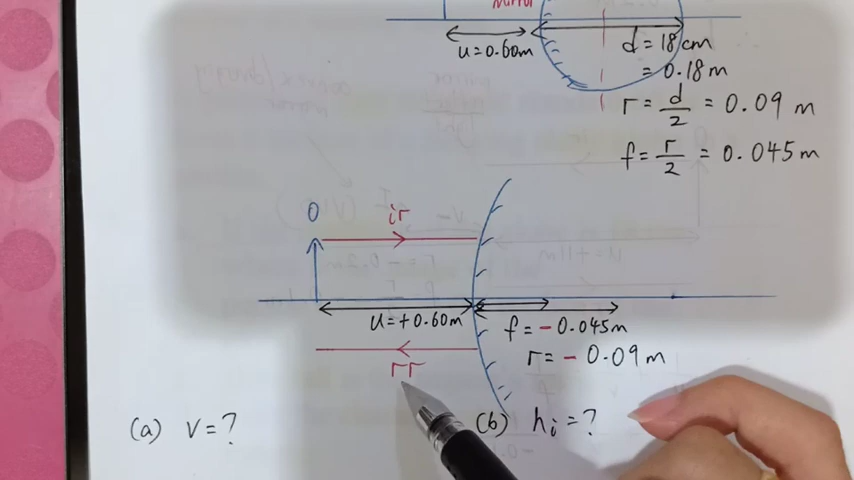 mirror
u=0.60m
d = 18 cm
= 0.18 m
r = d/2 = 0.09 m
f = r/2 = 0.045 m
O
ir
u=+0.60m
f = - 0.045m
r = - 0.09 m
rr
(a) v = ?
(b) hi = ?